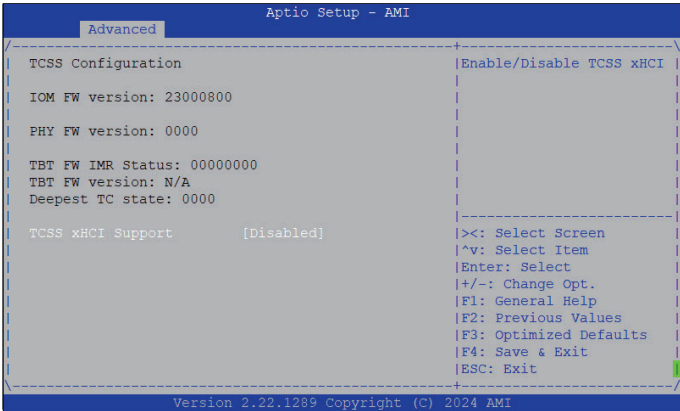 Aptio Setup - AMI
Advanced
TCSS Configuration
Enable/Disable TCSS xHCI
IOM FW version: 23000800
PHY FW version: 0000
TBT FW IMR Status: 00000000
TBT FW version: N/A
Deepest TC state: 0000
TCSS xHCI Support [Disabled]
><: Select Screen
^v: Select Item
Enter: Select
+/-: Change Opt.
F1: General Help
F2: Previous Values
F3: Optimized Defaults
F4: Save & Exit
ESC: Exit
Version 2.22.1289 Copyright (C) 2024 AMI